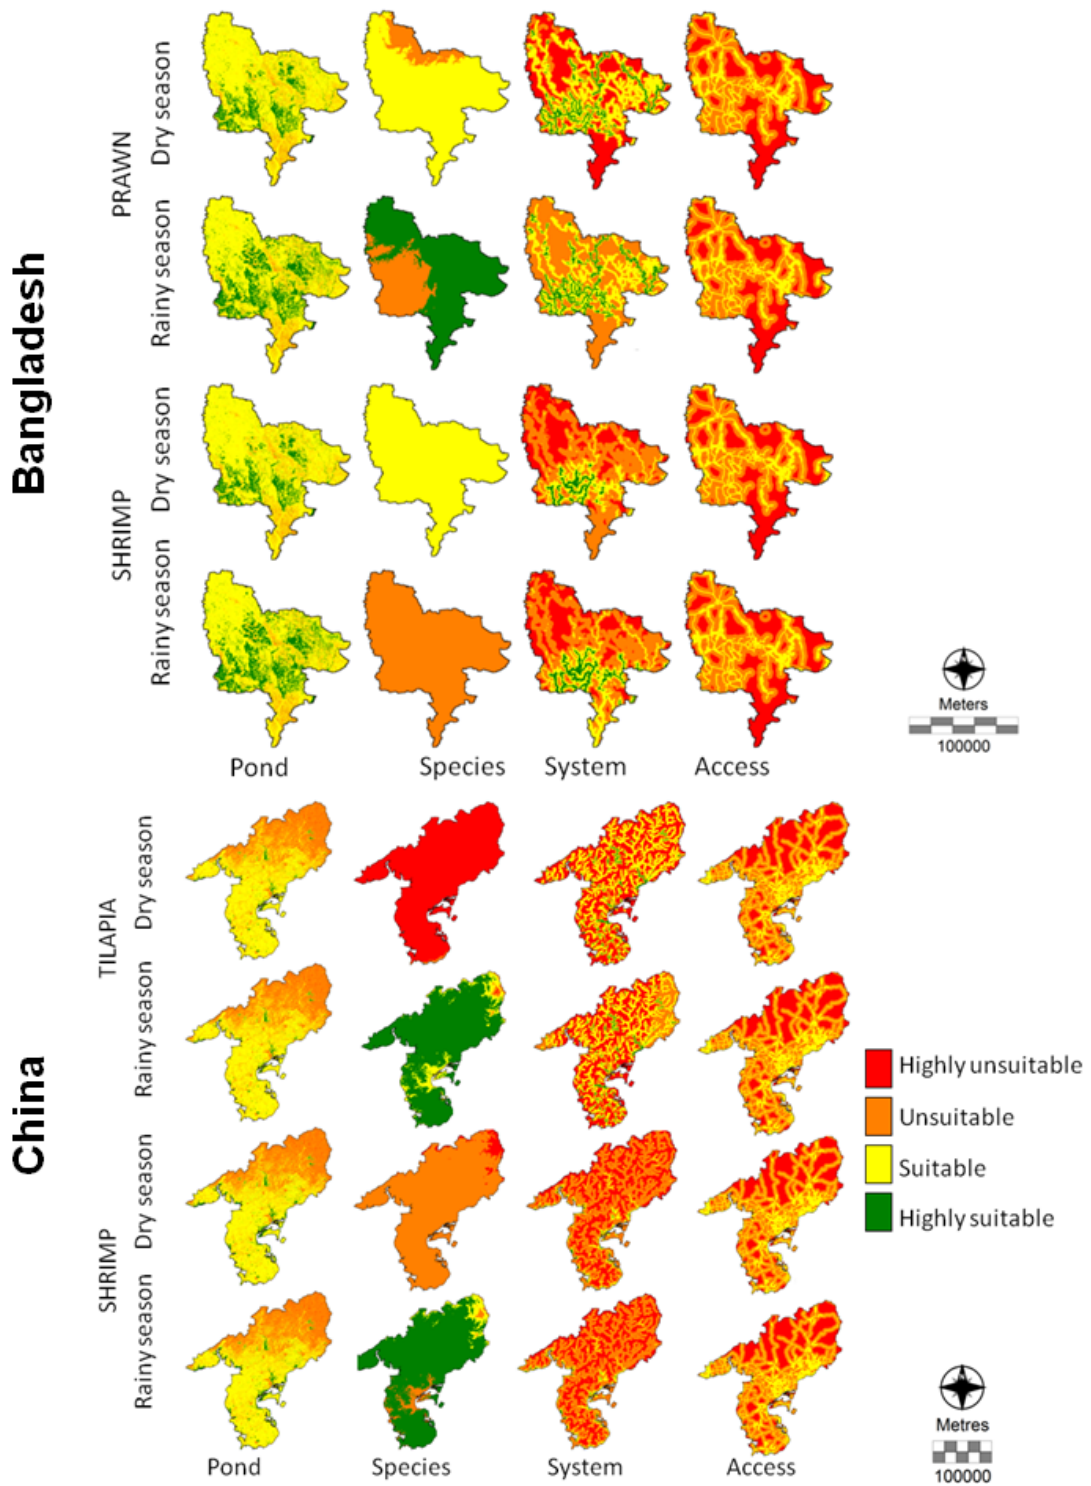 Bangladesh
PRAWN
Dry season
Rainy season
SHRIMP
Dry season
Rainy season
Meters
100000
Pond Species System Access
China
TILAPIA
Dry season
Rainy season
SHRIMP
Dry season
Rainy season
Highly unsuitable
Unsuitable
Suitable
Highly suitable
Metres
100000
Pond Species System Access